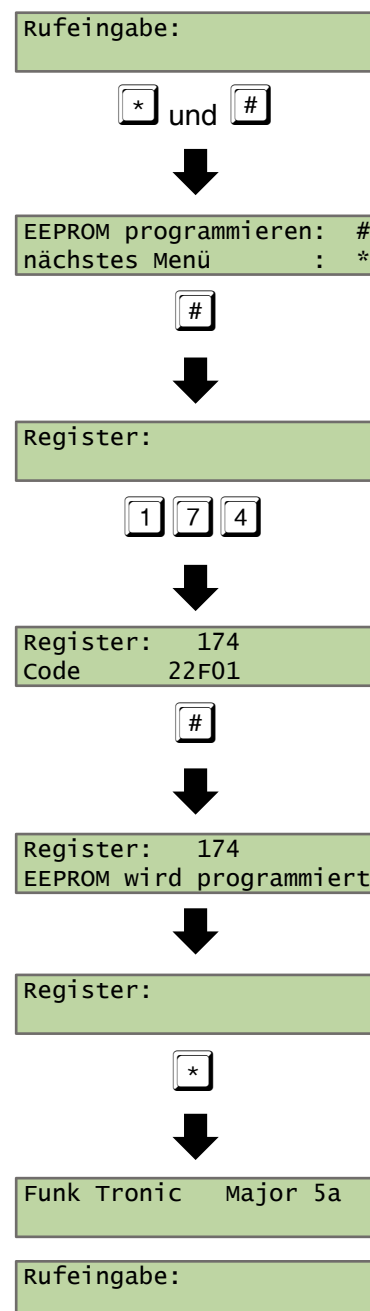 Rufeingabe:
* und #
EEPROM programmieren: #
nächstes Menü : *
#
Register:
1 7 4
Register: 174
Code 22F01
#
Register: 174
EEPROM wird programmiert
Register:
*
Funk Tronic Major 5a
Rufeingabe: